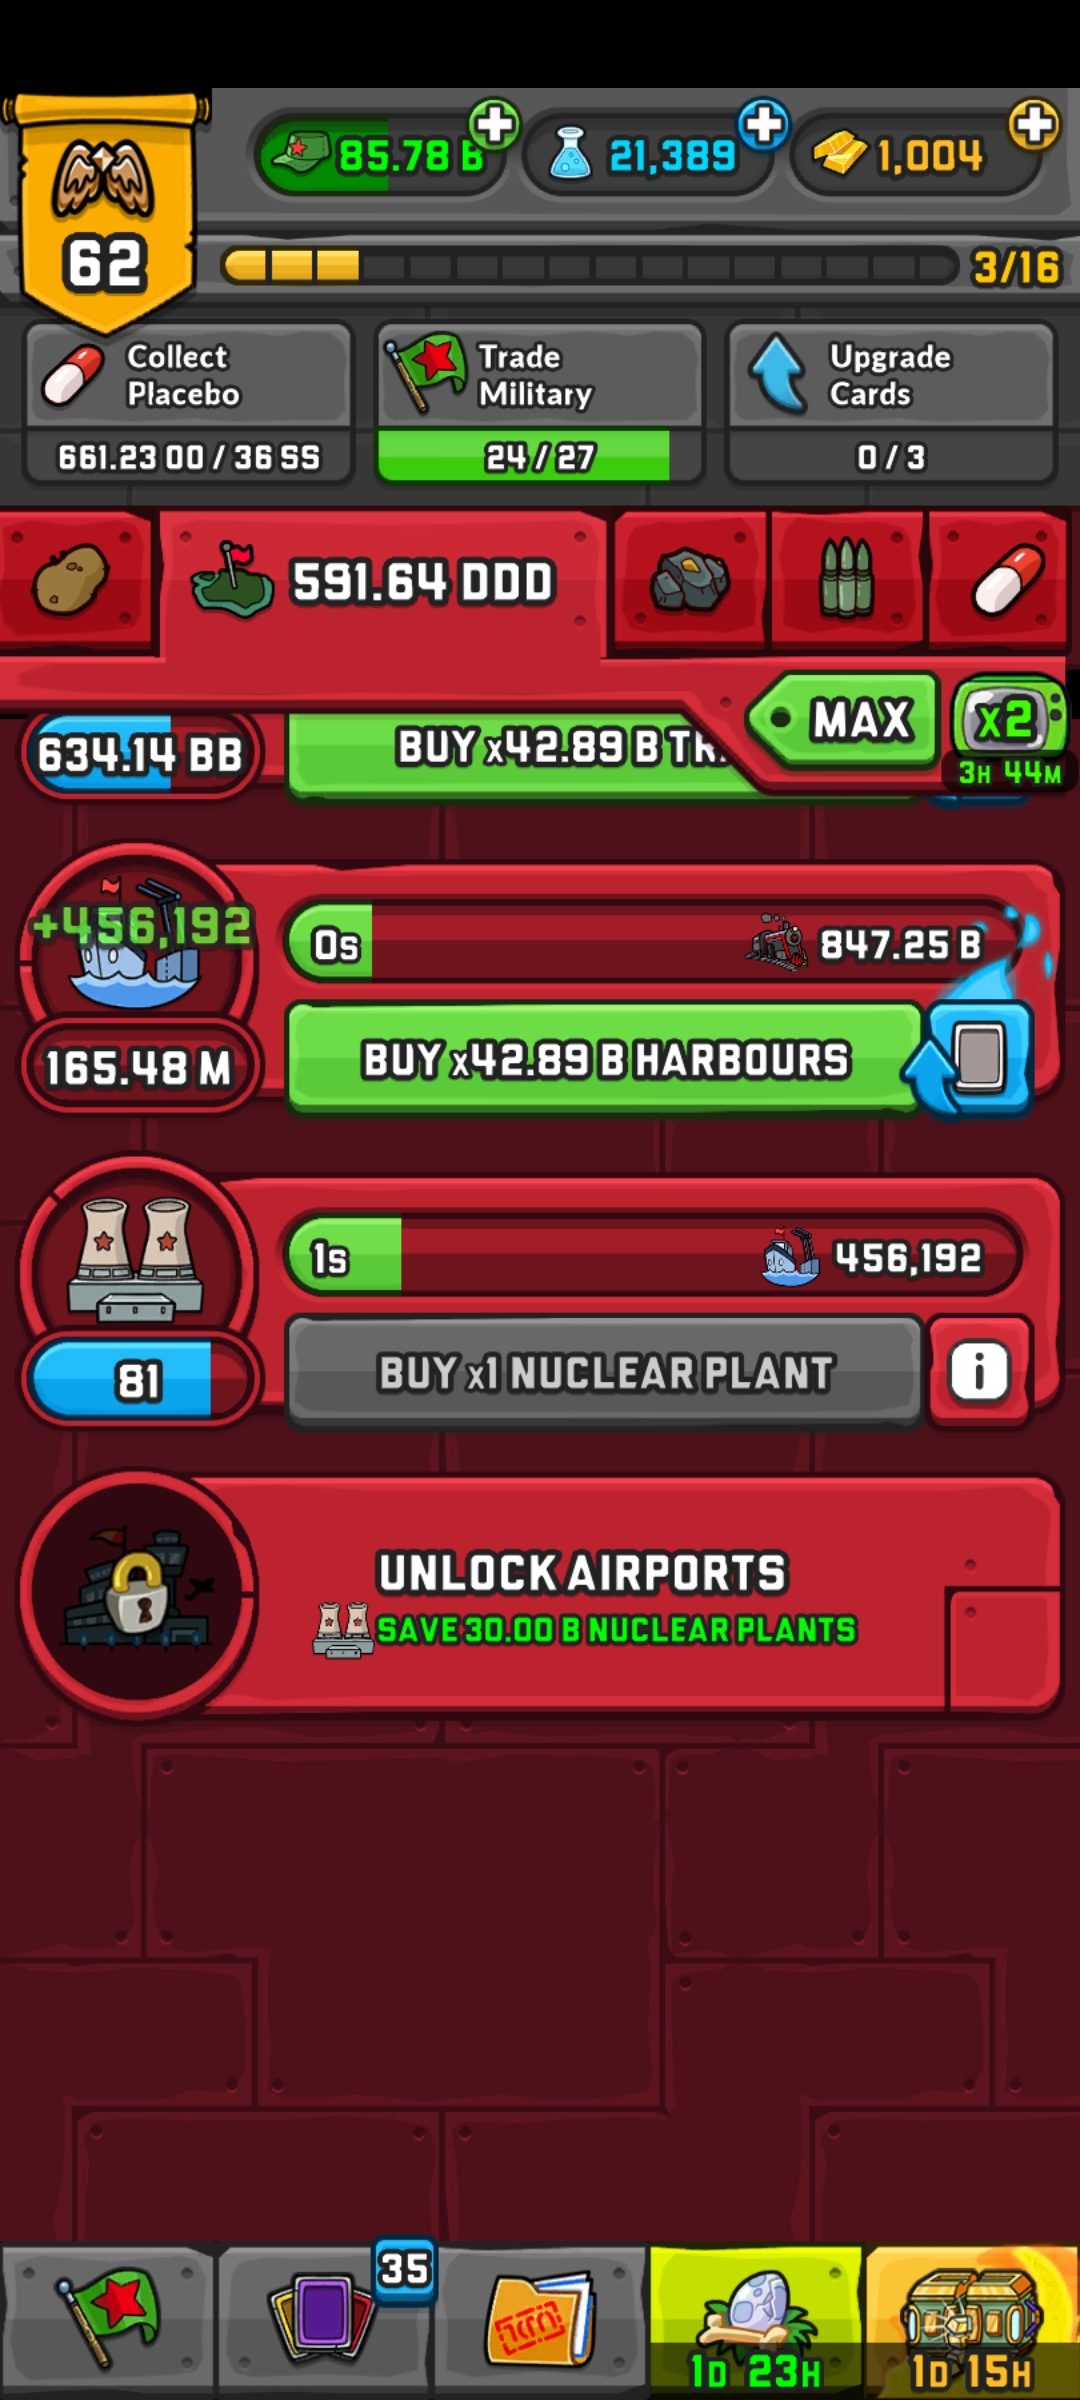 85.78 B
21,389
1,004
62
3/16
Collect
Placebo
661.23 OO / 36 SS
Trade
Military
24 / 27
Upgrade
Cards
0 / 3
591.64 DDD
MAX
x2
3H 44M
634.14 BB
BUY x42.89 B
+456,192
0s
847.25 B
165.48 M
BUY x42.89 B HARBOURS
1s
456,192
81
BUY x1 NUCLEAR PLANT
i
UNLOCK AIRPORTS
SAVE 30.00 B NUCLEAR PLANTS
35
1D 23H
1D 15H